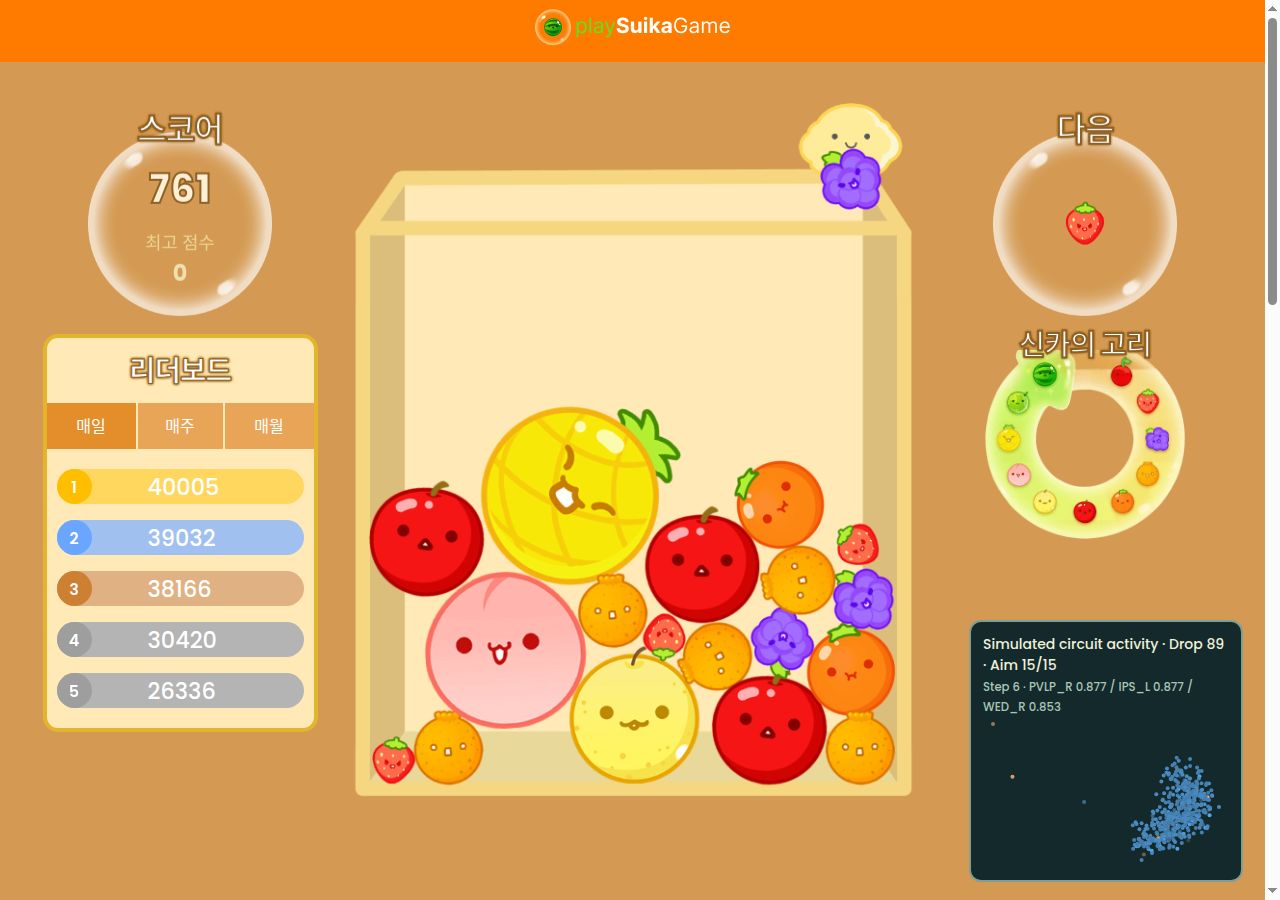 playSuikaGame
스코어
761
최고 점수
0
리더보드
매일 매주 매월
1 40005
2 39032
3 38166
4 30420
5 26336
다음
신카의 고리
Simulated circuit activity · Drop 89
· Aim 15/15
Step 6 · PVLP_R 0.877 / IPS_L 0.877 /
WED_R 0.853